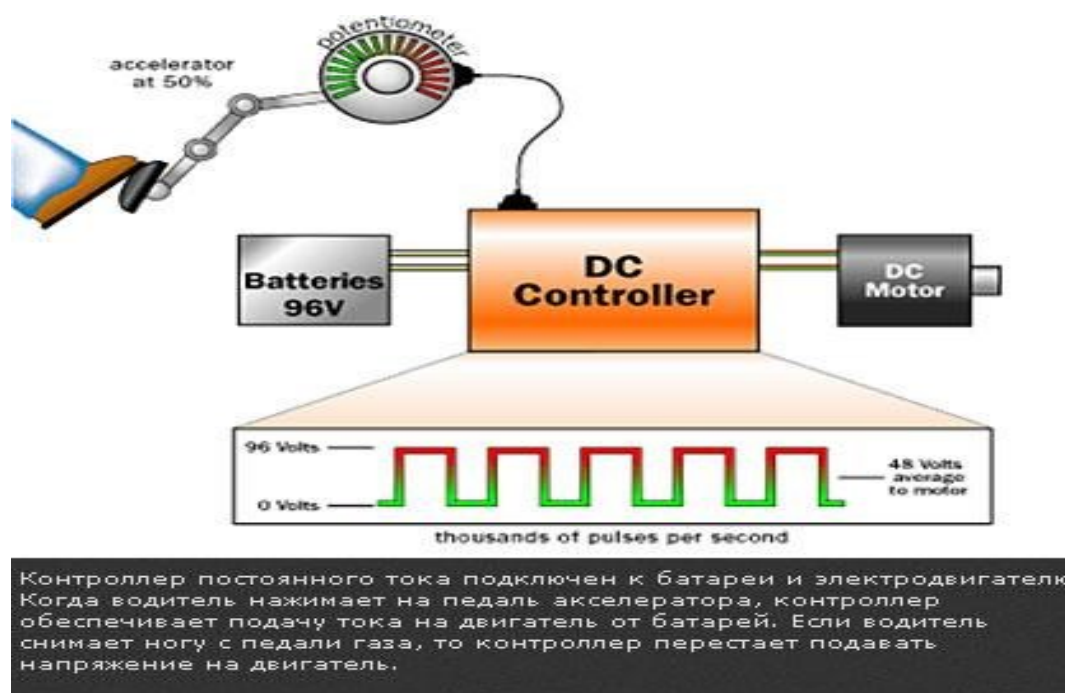 potentiometer
accelerator
at 50%
Batteries
96V
DC
Controller
DC
Motor
96 Volts
0 Volts
48 Volts
average
to motor
thousands of pulses per second
Контроллер постоянного тока подключен к батареи и электродвигателю
Когда водитель нажимает на педаль акселератора, контроллер
обеспечивает подачу тока на двигатель от батарей. Если водитель
снимает ногу с педали газа, то контроллер перестает подавать
напряжение на двигатель.